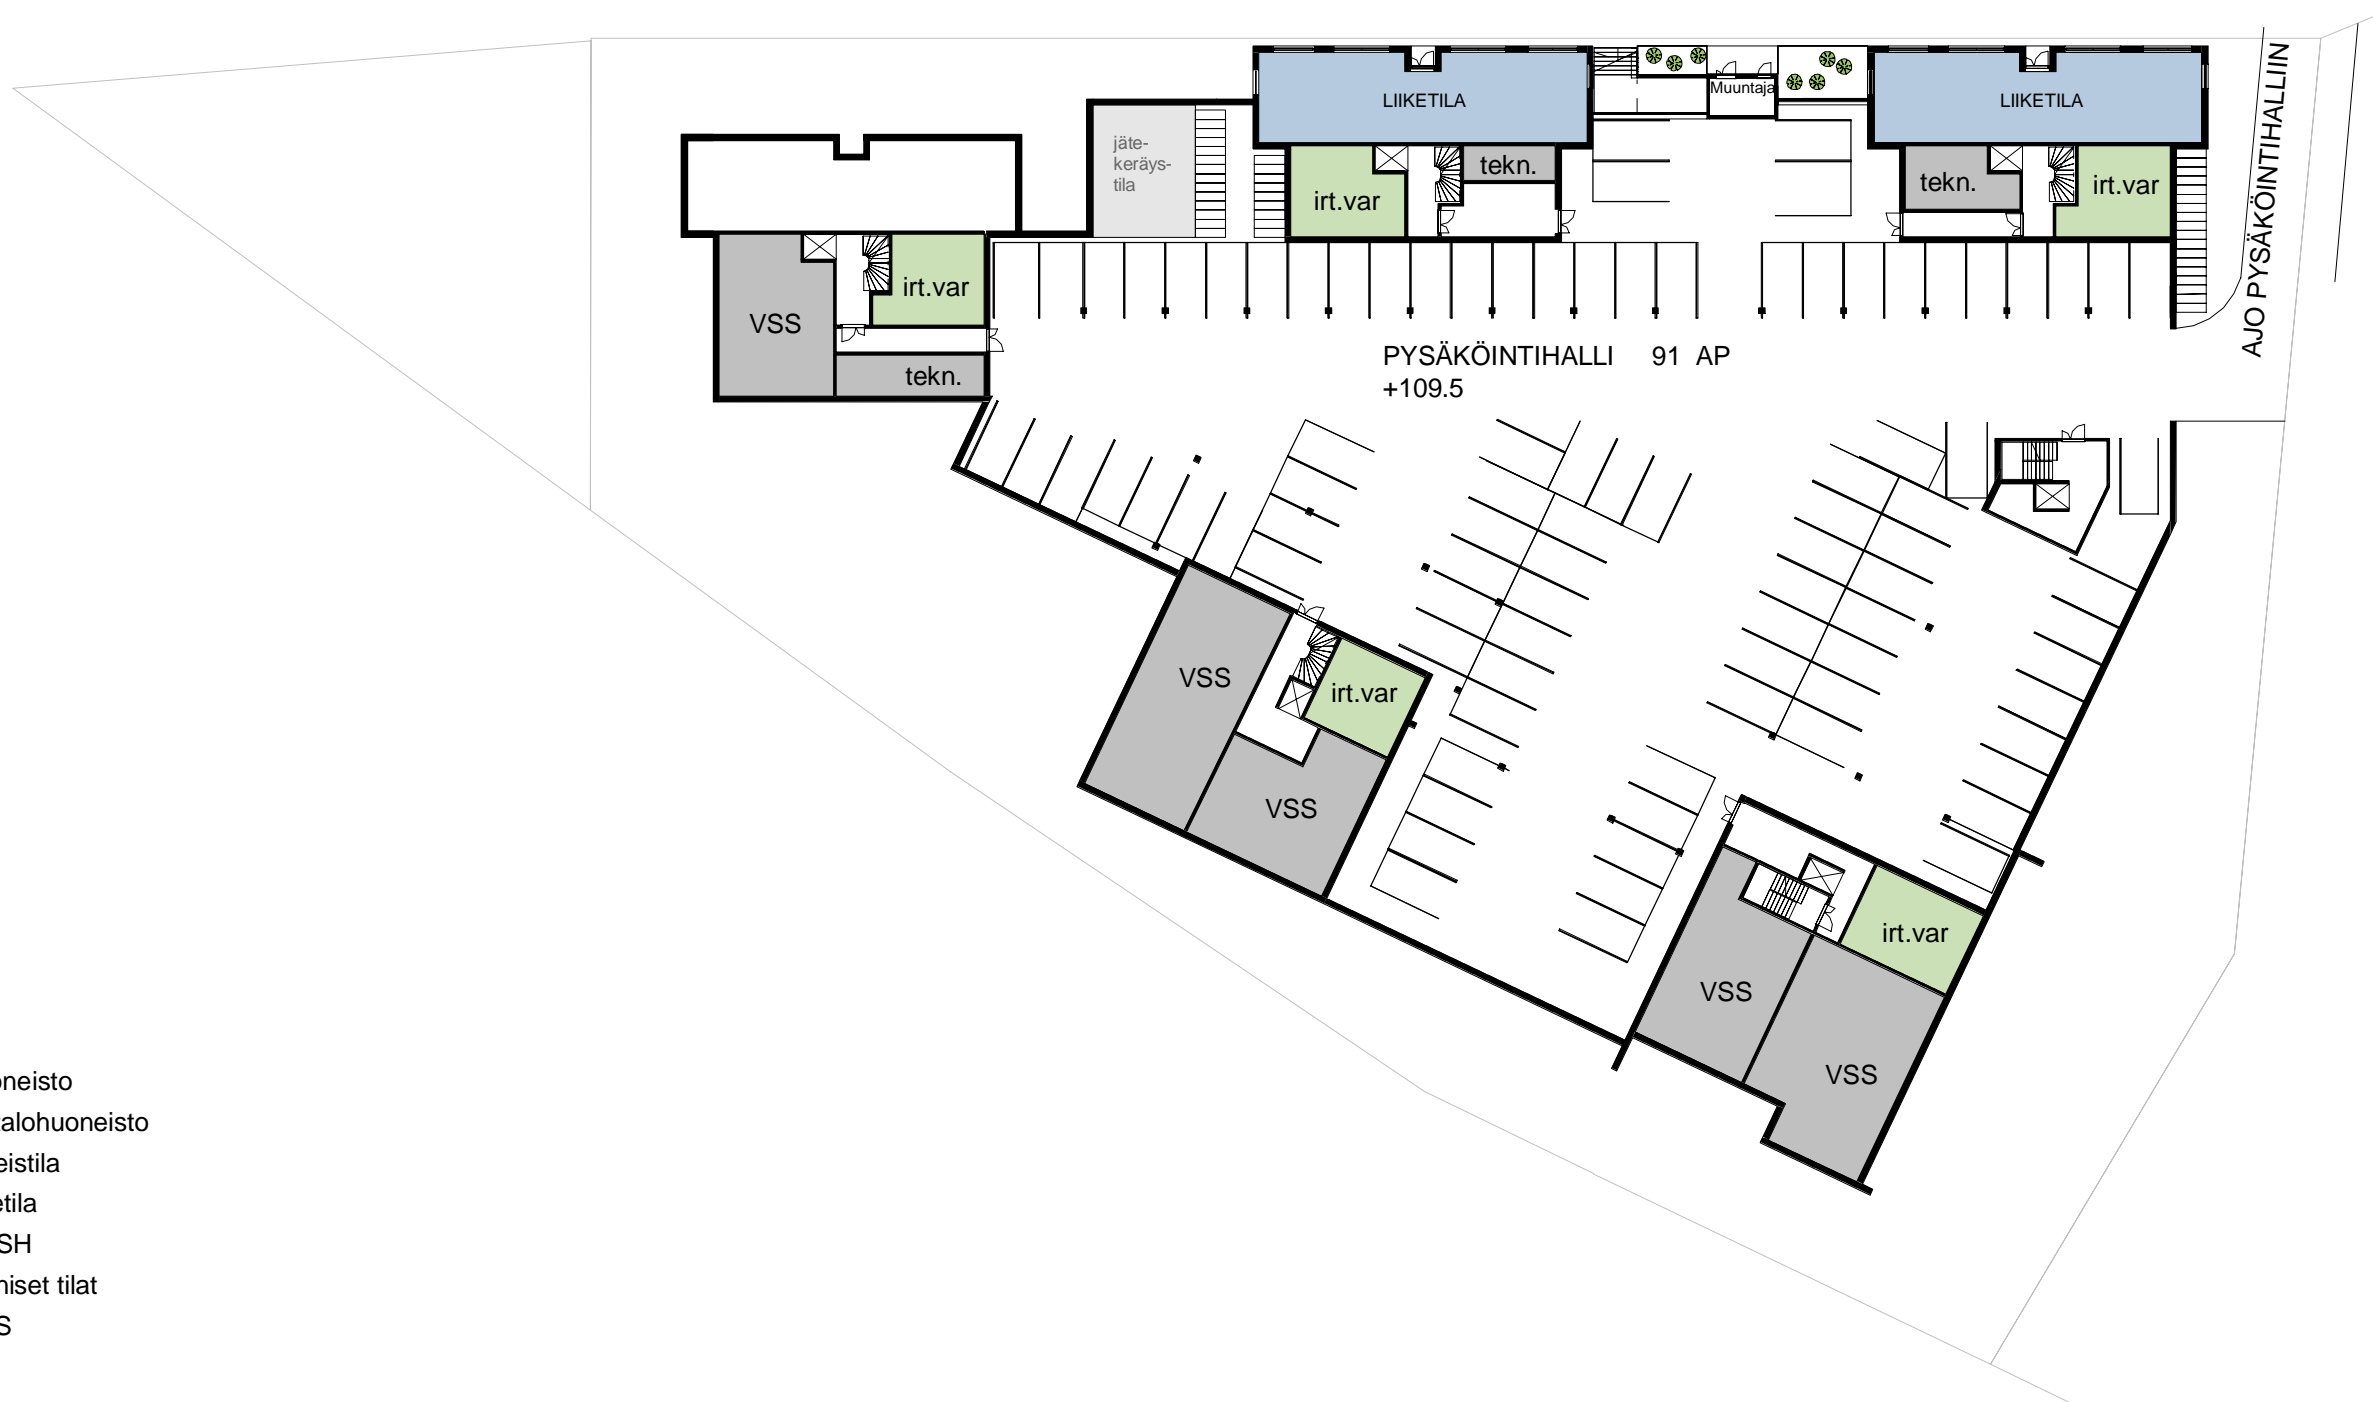 LIIKETILA
Muuntaja
LIIKETILA
AJO PYSÄKÖINTIHALLIIN
jäte-
keräys-
tila
irt.var
tekn.
tekn.
irt.var
VSS
irt.var
tekn.
PYSÄKÖINTIHALLI 91 AP
+109.5
VSS
irt.var
VSS
irt.var
VSS
VSS
oneisto
talohuoneisto
eistila
etila
SH
niset tilat
S